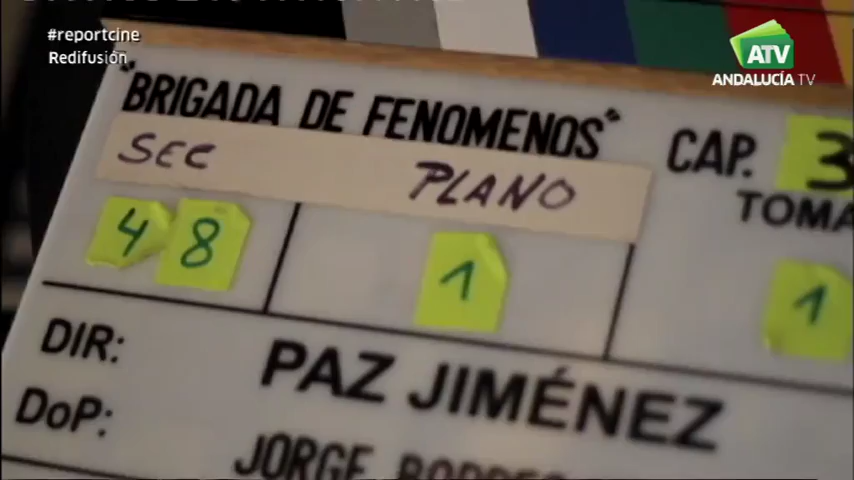 #reportcine
Redifusión
ATV
ANDALUCÍA TV
"BRIGADA DE FENOMENOS"
CAP. 3
SEC PLANO
TOMA
48 1 1
DIR: PAZ JIMÉNEZ
DoP: JORGE